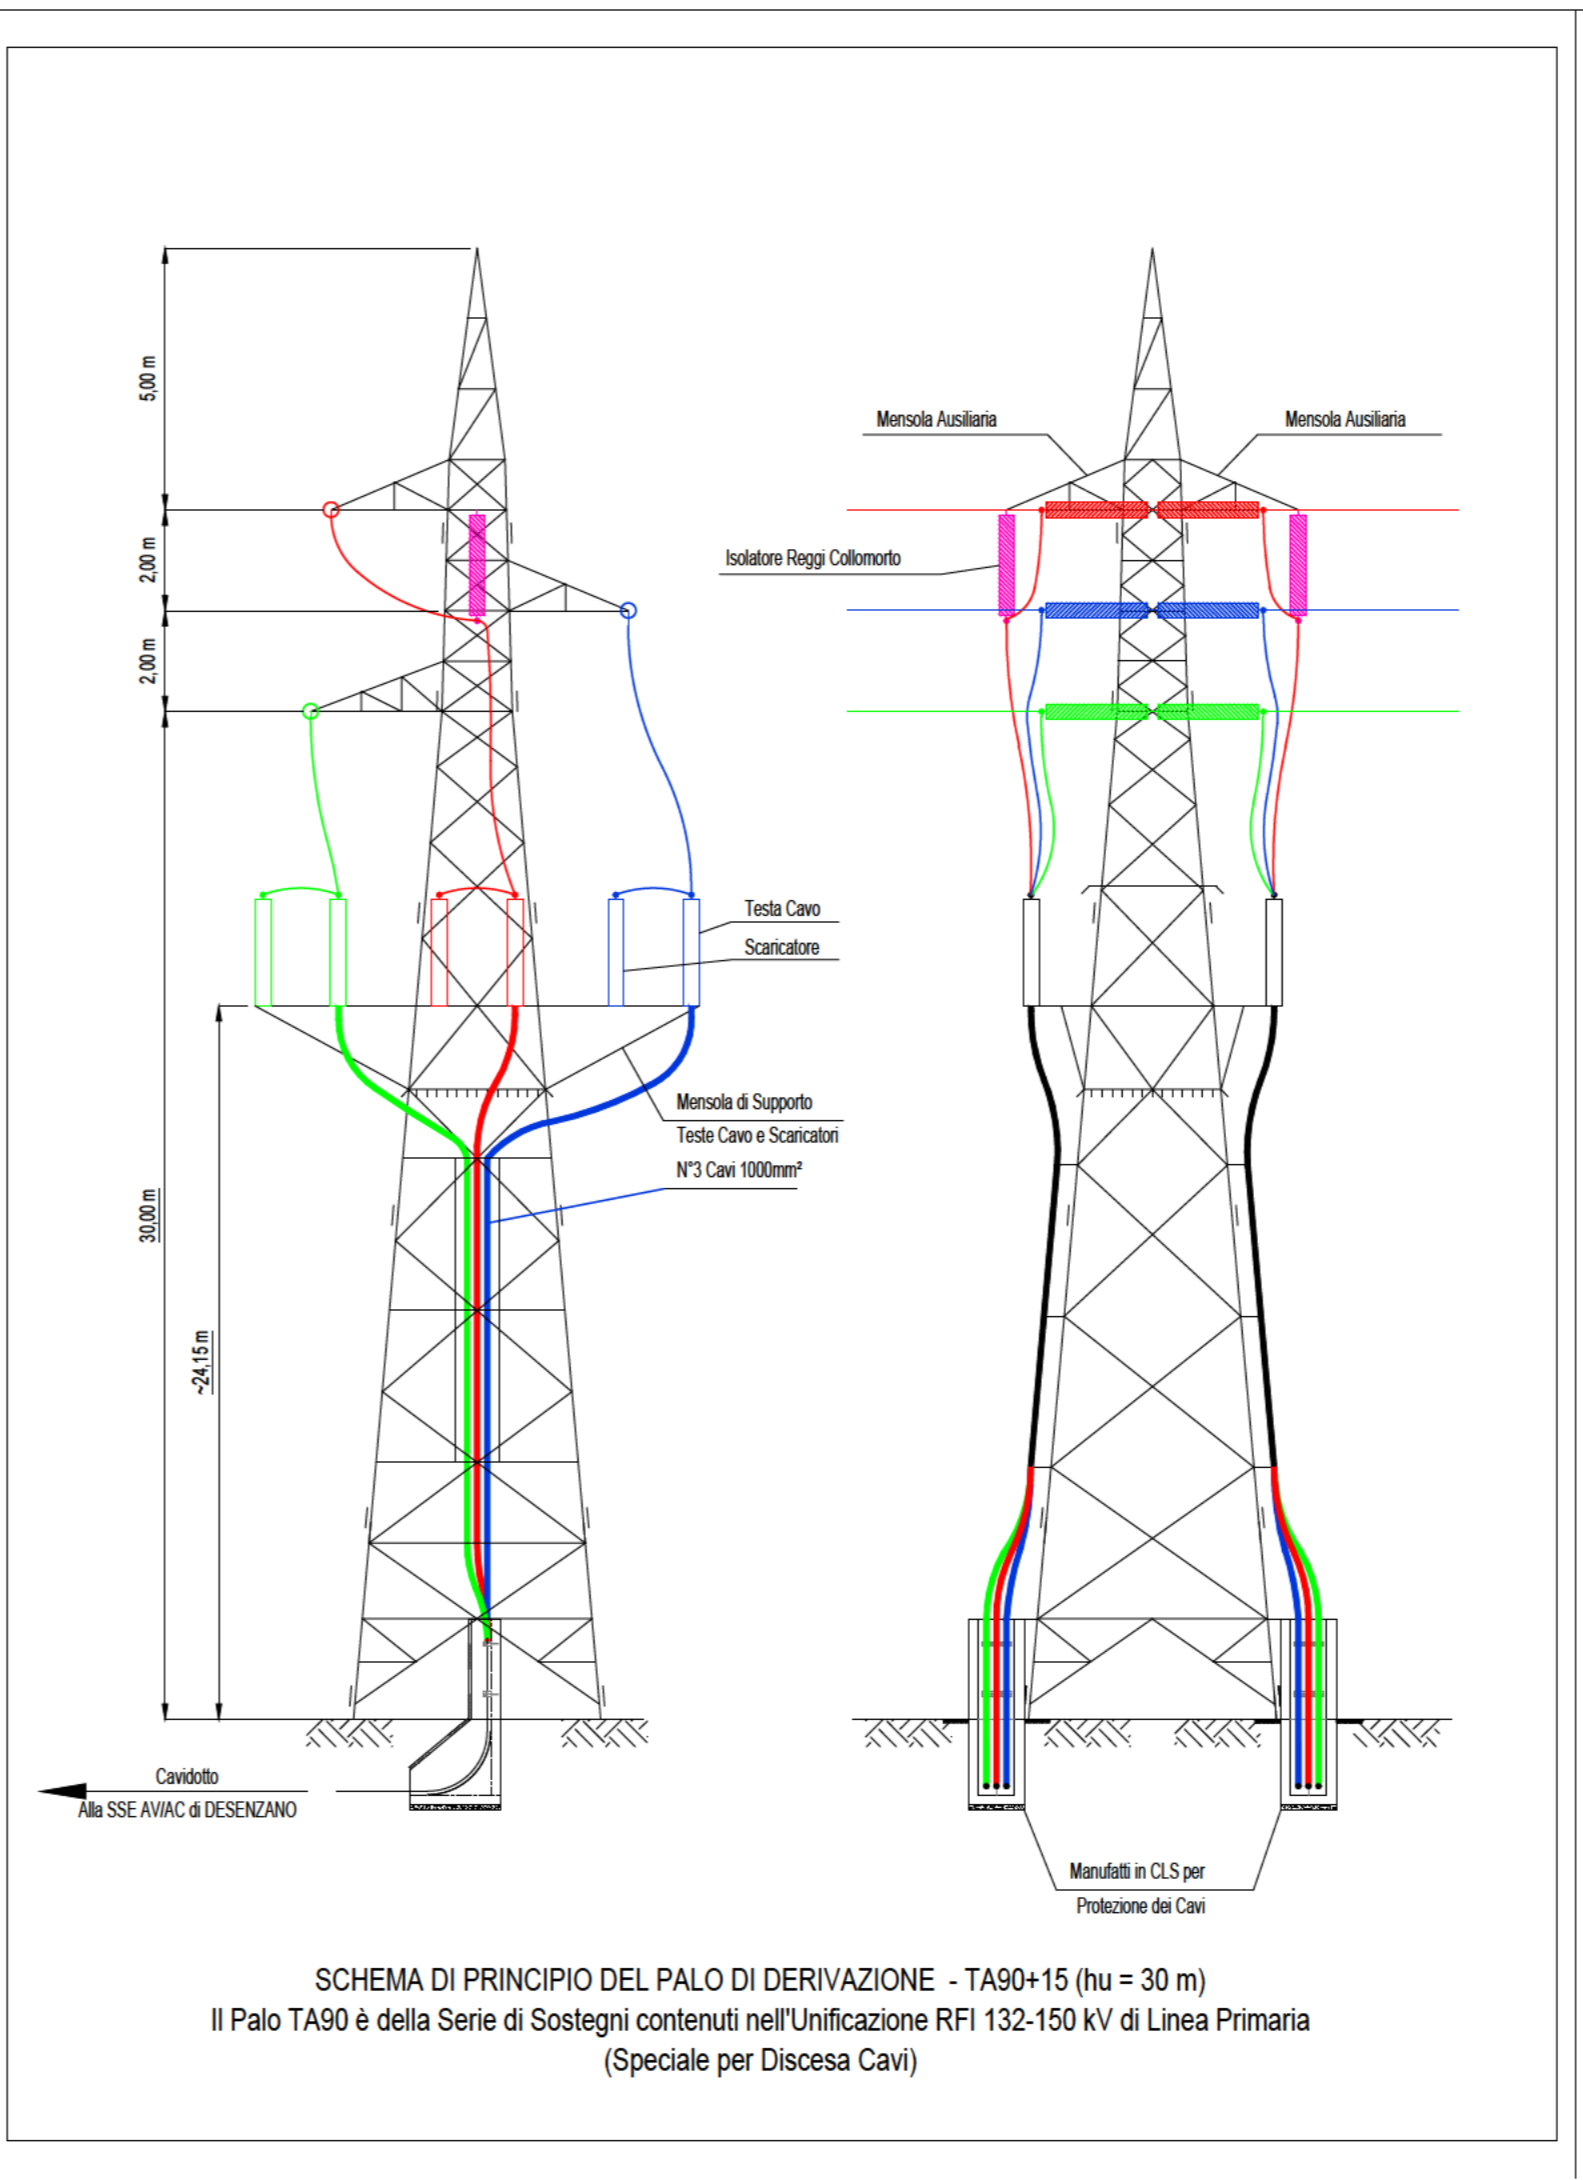 5,00 m
2,00 m
2,00 m
30,00 m
~24,15 m
Mensola Ausiliaria
Mensola Ausiliaria
Isolatore Reggi Collomorto
Testa Cavo
Scaricatore
Mensola di Supporto
Teste Cavo e Scaricatori
N°3 Cavi 1000mm²
Cavidotto
Alla SSE AV/AC di DESENZANO
Manufatti in CLS per
Protezione dei Cavi
SCHEMA DI PRINCIPIO DEL PALO DI DERIVAZIONE - TA90+15 (hu = 30 m)
Il Palo TA90 è della Serie di Sostegni contenuti nell'Unificazione RFI 132-150 kV di Linea Primaria
(Speciale per Discesa Cavi)